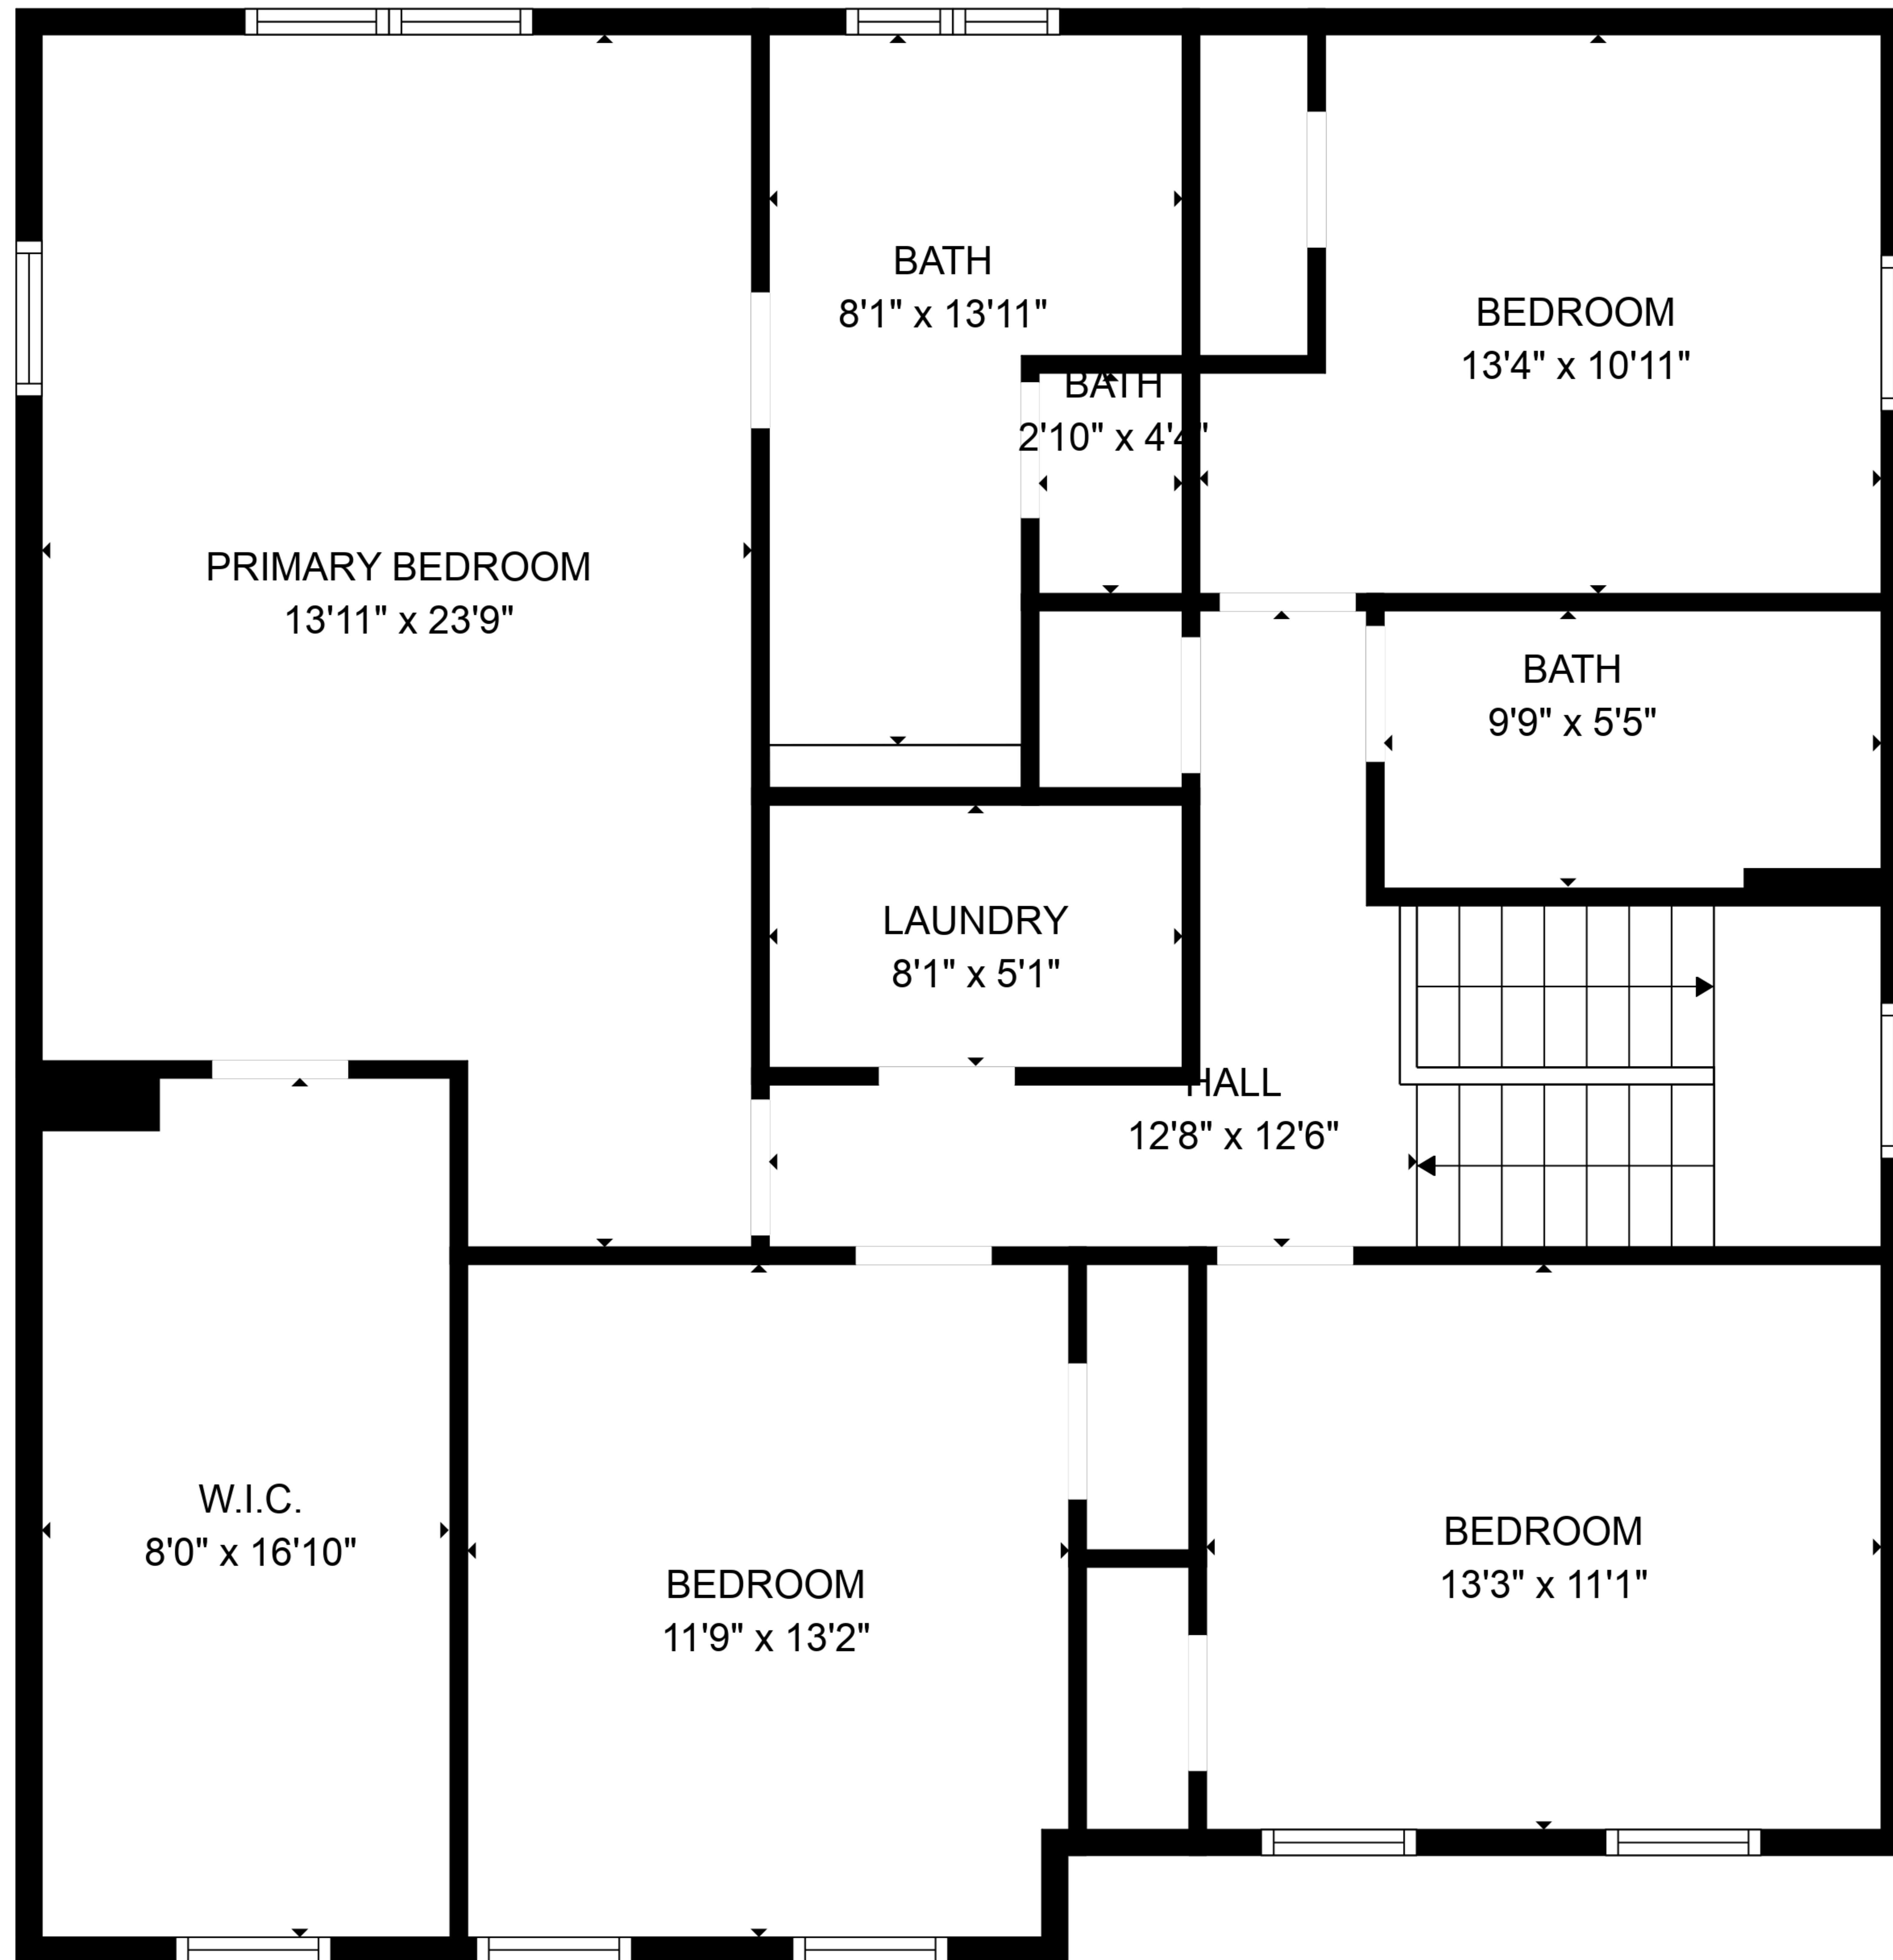 BATH
8'1" x 13'11"
BEDROOM
13'4" x 10'11"
BATH
2'10" x 4'4"
PRIMARY BEDROOM
13'11" x 23'9"
BATH
9'9" x 5'5"
LAUNDRY
8'1" x 5'1"
HALL
12'8" x 12'6"
W.I.C.
8'0" x 16'10"
BEDROOM
11'9" x 13'2"
BEDROOM
13'3" x 11'1"